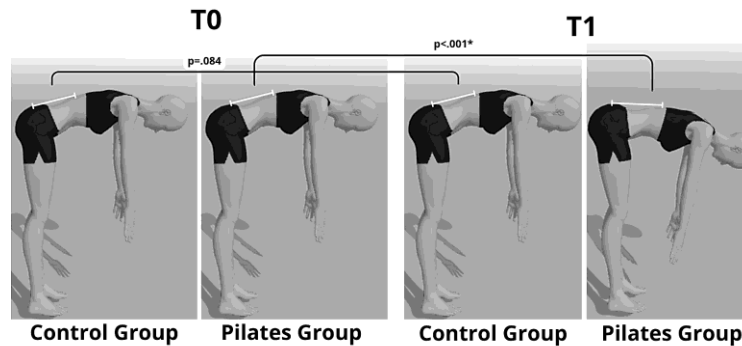 T0
T1
p=.084
p<.001*
Control Group
Pilates Group
Control Group
Pilates Group